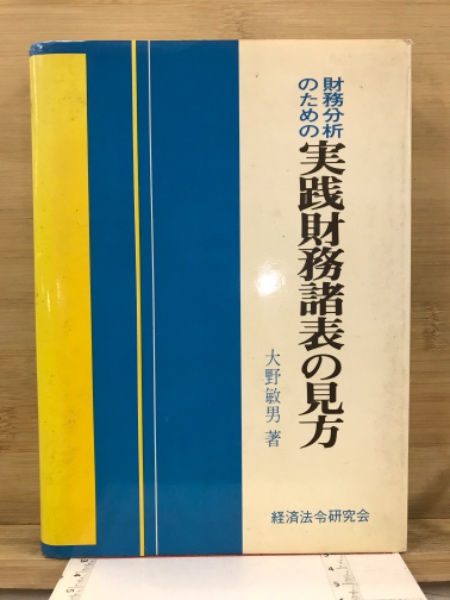 財務分析
のための
実践財務諸表の見方
大野敏男 著
経済法令研究会